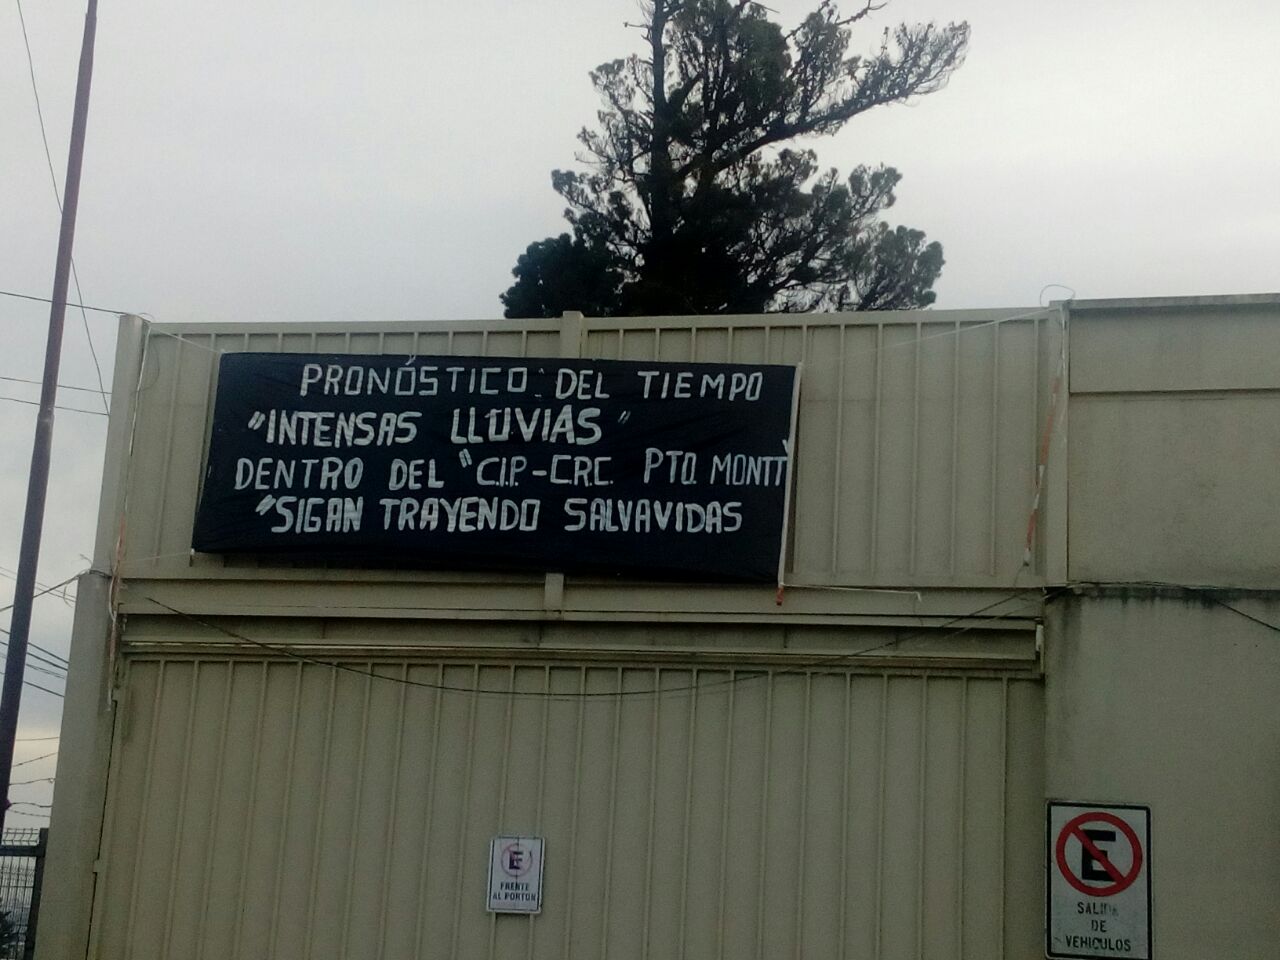 PRONÓSTICO DEL TIEMPO
"INTENSAS LLUVIAS"
DENTRO DEL "C.I.P-C.R.C. PTO. MONTT"
"SIGAN TRAYENDO SALVAVIDAS
E
FRENTE
AL PORTON
E
SALIDA
DE
VEHICULOS